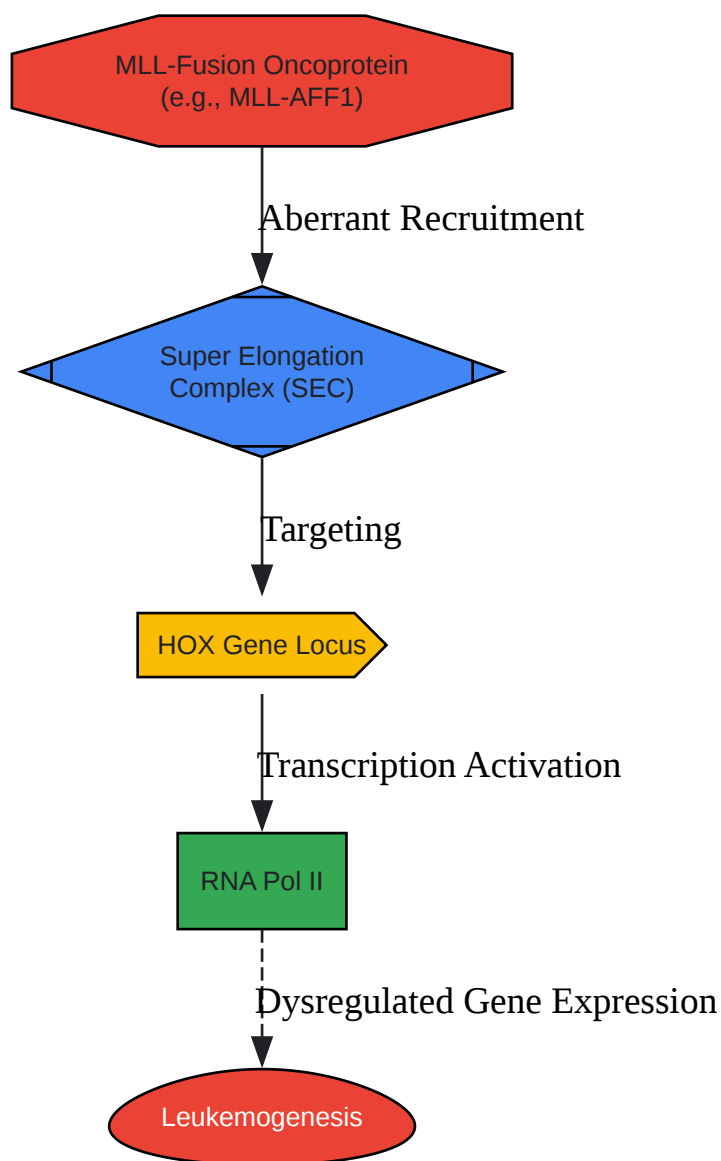 MLL-Fusion Oncoprotein
(e.g., MLL-AFF1)
Aberrant Recruitment
Super Elongation
Complex (SEC)
Targeting
HOX Gene Locus
Transcription Activation
RNA Pol II
Dysregulated Gene Expression
Leukemogenesis